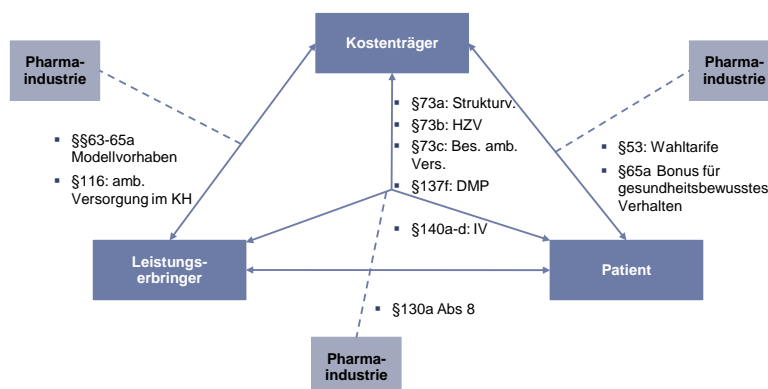 Kostenträger
Pharma-
industrie
Pharma-
industrie
§73a: Strukturv.
§73b: HZV
§73c: Bes. amb.
Vers.
§137f: DMP
§§63-65a
Modellvorhaben
§116: amb.
Versorgung im KH
§53: Wahltarife
§65a Bonus für
gesundheitsbewusstes
Verhalten
§140a-d: IV
Leistungs-
erbringer
Patient
§130a Abs 8
Pharma-
industrie